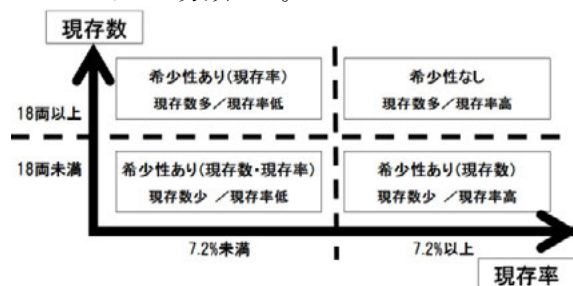 現存数
希少性あり(現存率)
現存数多/現存率低
希少性なし
現存数多/現存率高
18両以上
18両未満
希少性あり(現存数・現存率)
現存数少 /現存率低
希少性あり(現存数)
現存数少 /現存率高
7.2%未満
7.2%以上
現存率